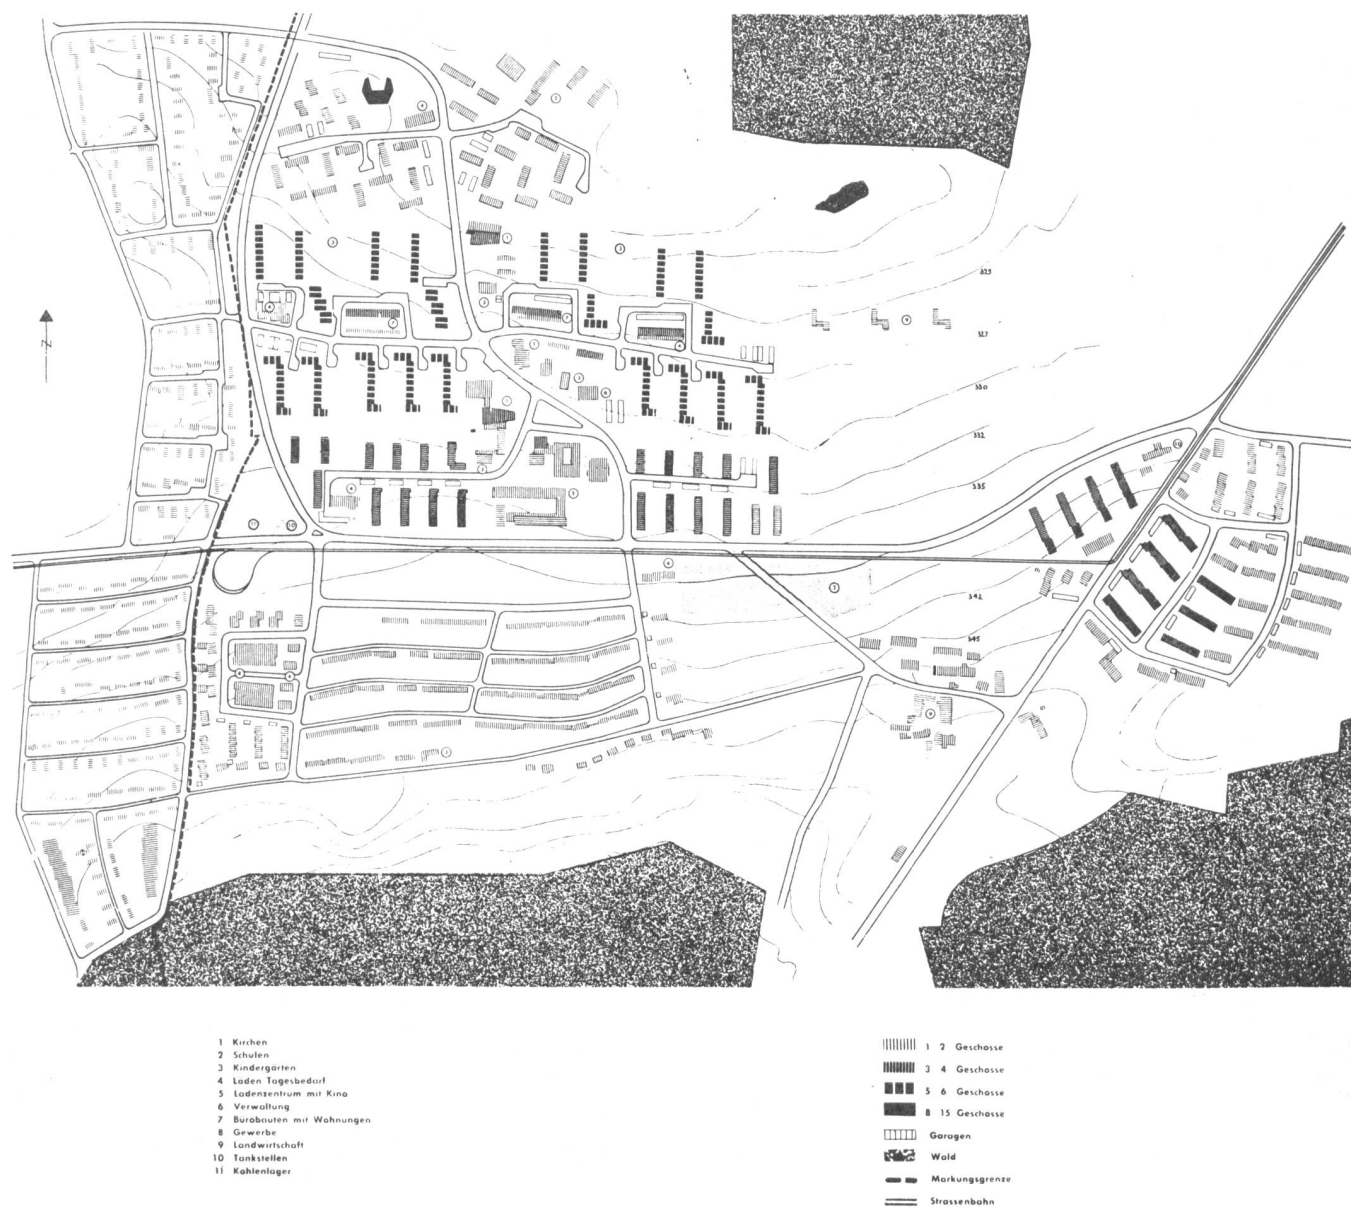 N
325
327
330
332
335
342
345
1 Kirchen
2 Schulen
3 Kindergärten
4 Läden Tagesbedarf
5 Ladenzentrum mit Kino
6 Verwaltung
7 Bürobauten mit Wohnungen
8 Gewerbe
9 Landwirtschaft
10 Tankstellen
11 Kohlenlager
1 2 Geschosse
3 4 Geschosse
5 6 Geschosse
8 15 Geschosse
Garagen
Wald
Markungsgrenze
Strassenbahn